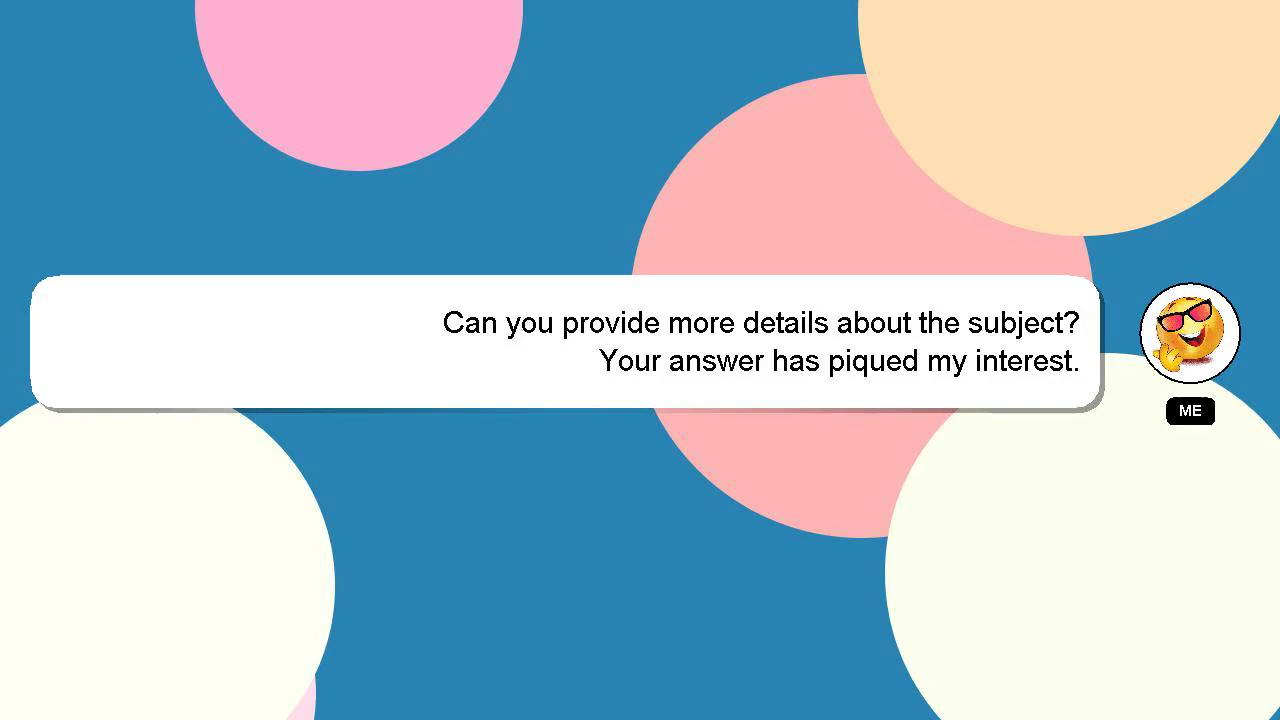 Can you provide more details about the subject?
Your answer has piqued my interest.
ME